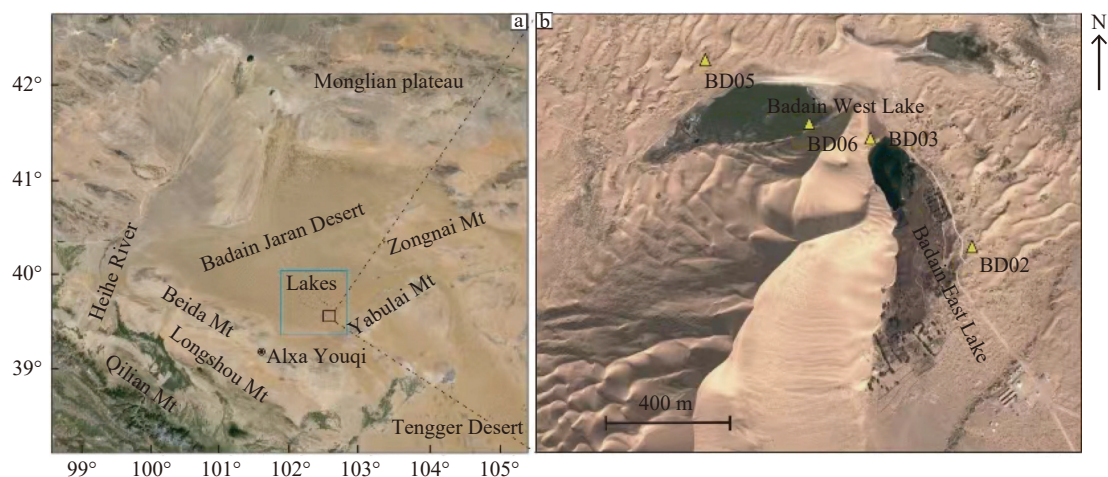 a
b
N
42°
41°
40°
39°
99°
100°
101°
102°
103°
104°
105°
Monglian plateau
Badain Jaran Desert
Zongnai Mt
Heihe River
Lakes
Yabulai Mt
Beida Mt
Longshou Mt
Alxa Youqi
Qilian Mt
Tengger Desert
BD05
Badain West Lake
BD06
BD03
Badain East Lake
BD02
400 m